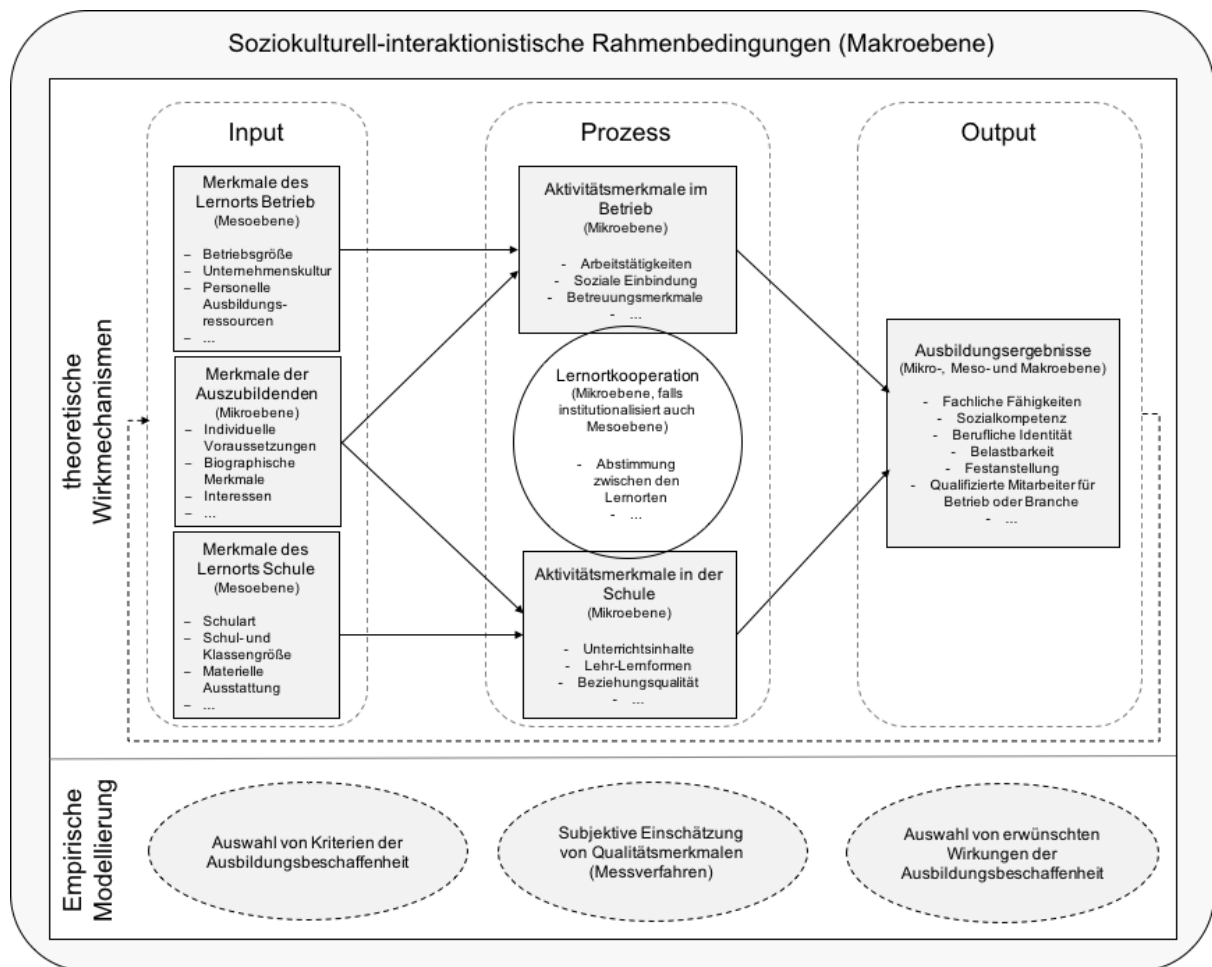 Soziokulturell-interaktionistische Rahmenbedingungen (Makroebene)
theoretische
Wirkmechanismen
Input
Merkmale des
Lernorts Betrieb
(Mesoebene)
– Betriebsgröße
– Unternehmenskultur
– Personelle
Ausbildungs-
ressourcen
– ...
Merkmale der
Auszubildenden
(Mikroebene)
– Individuelle
Voraussetzungen
– Biographische
Merkmale
– Interessen
– ...
Merkmale des
Lernorts Schule
(Mesoebene)
– Schulart
– Schul- und
Klassengröße
– Materielle
Ausstattung
– ...
Prozess
Aktivitätsmerkmale im
Betrieb
(Mikroebene)
- Arbeitstätigkeiten
- Soziale Einbindung
- Betreuungsmerkmale
- ...
Lernortkooperation
(Mikroebene, falls
institutionalisiert auch
Mesoebene)
- Abstimmung
zwischen den
Lernorten
- ...
Aktivitätsmerkmale in der
Schule
(Mikroebene)
- Unterrichtsinhalte
- Lehr-Lernformen
- Beziehungsqualität
- ...
Output
Ausbildungsergebnisse
(Mikro-, Meso- und Makroebene)
- Fachliche Fähigkeiten
- Sozialkompetenz
- Berufliche Identität
- Belastbarkeit
- Festanstellung
- Qualifizierte Mitarbeiter für
Betrieb oder Branche
- ...
Empirische
Modellierung
Auswahl von Kriterien der
Ausbildungsbeschaffenheit
Subjektive Einschätzung
von Qualitätsmerkmalen
(Messverfahren)
Auswahl von erwünschten
Wirkungen der
Ausbildungsbeschaffenheit